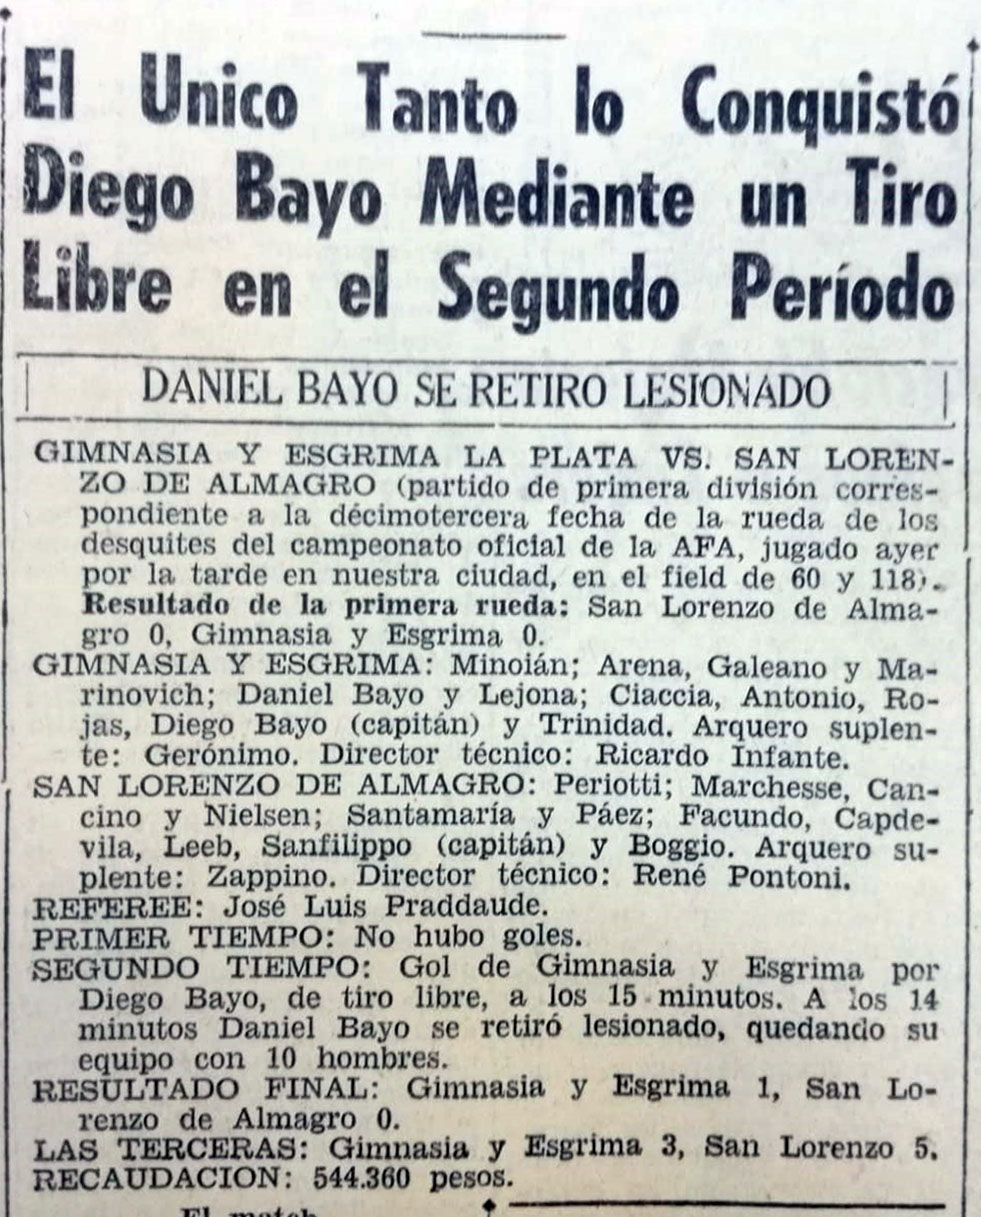 El Unico Tanto lo Conquistó
Diego Bayo Mediante un Tiro
Libre en el Segundo Período
DANIEL BAYO SE RETIRO LESIONADO
GIMNASIA Y ESGRIMA LA PLATA VS. SAN LOREN-
ZO DE ALMAGRO (partido de primera división corres-
pondiente a la décimotercera fecha de la rueda de los
desquites del campeonato oficial de la AFA, jugado ayer
por la tarde en nuestra ciudad, en el field de 60 y 118).
Resultado de la primera rueda: San Lorenzo de Alma-
gro 0, Gimnasia y Esgrima 0.
GIMNASIA Y ESGRIMA: Minoián; Arena, Galeano y Ma-
rinovich; Daniel Bayo y Lejona; Ciaccia, Antonio, Ro-
jas, Diego Bayo (capitán) y Trinidad. Arquero suplen-
te: Gerónimo. Director técnico: Ricardo Infante.
SAN LORENZO DE ALMAGRO: Periotti; Marchesse, Can-
cino y Nielsen; Santamaría y Páez; Facundo, Capde-
vila, Leeb, Sanfilippo (capitán) y Boggio. Arquero su-
plente: Zappino. Director técnico: René Pontoni.
REFEREE: José Luis Praddaude.
PRIMER TIEMPO: No hubo goles.
SEGUNDO TIEMPO: Gol de Gimnasia y Esgrima por
Diego Bayo, de tiro libre, a los 15 minutos. A los 14
minutos Daniel Bayo se retiró lesionado, quedando su
equipo con 10 hombres.
RESULTADO FINAL: Gimnasia y Esgrima 1, San Lo-
renzo de Almagro 0.
LAS TERCERAS: Gimnasia y Esgrima 3, San Lorenzo 5.
RECAUDACION: 544.360 pesos.
El match